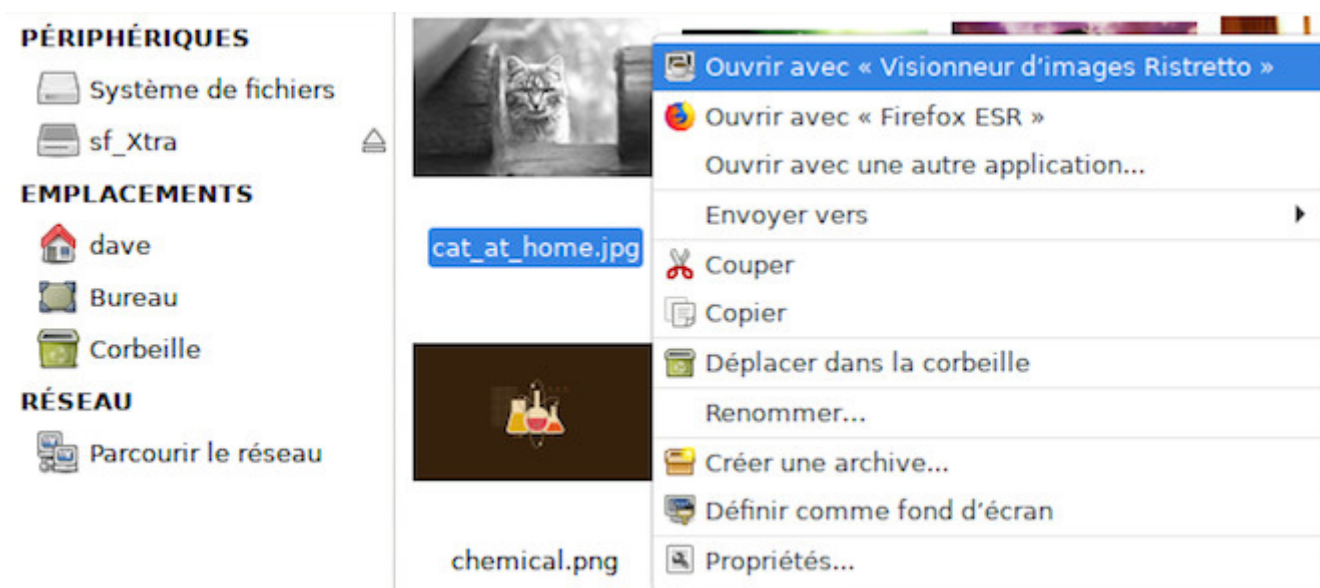 PÉRIPHÉRIQUES
Système de fichiers
sf_Xtra
EMPLACEMENTS
dave
Bureau
Corbeille
RÉSEAU
Parcourir le réseau
cat_at_home.jpg
chemical.png
Ouvrir avec « Visionneur d’images Ristretto »
Ouvrir avec « Firefox ESR »
Ouvrir avec une autre application...
Envoyer vers
Couper
Copier
Déplacer dans la corbeille
Renommer...
Créer une archive...
Définir comme fond d’écran
Propriétés...